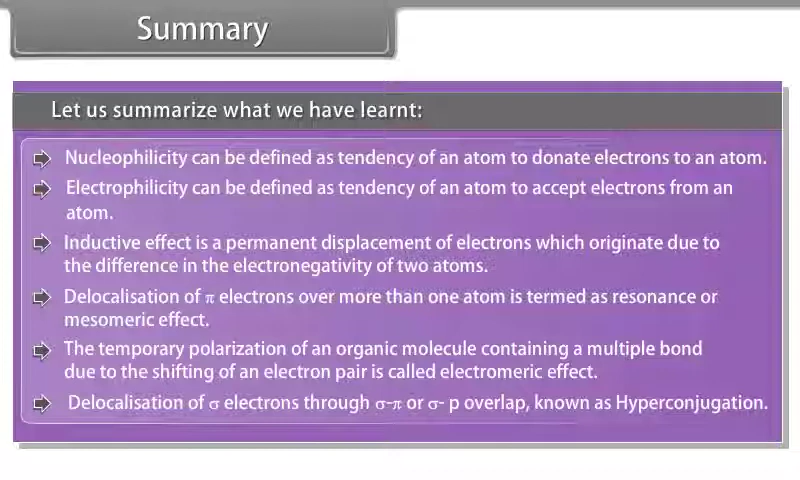 Summary
Let us summarize what we have learnt:
Nucleophilicity can be defined as tendency of an atom to donate electrons to an atom.
Electrophilicity can be defined as tendency of an atom to accept electrons from an
atom.
Inductive effect is a permanent displacement of electrons which originate due to
the difference in the electronegativity of two atoms.
Delocalisation of π electrons over more than one atom is termed as resonance or
mesomeric effect.
The temporary polarization of an organic molecule containing a multiple bond
due to the shifting of an electron pair is called electromeric effect.
Delocalisation of σ electrons through σ-π or σ- p overlap, known as Hyperconjugation.